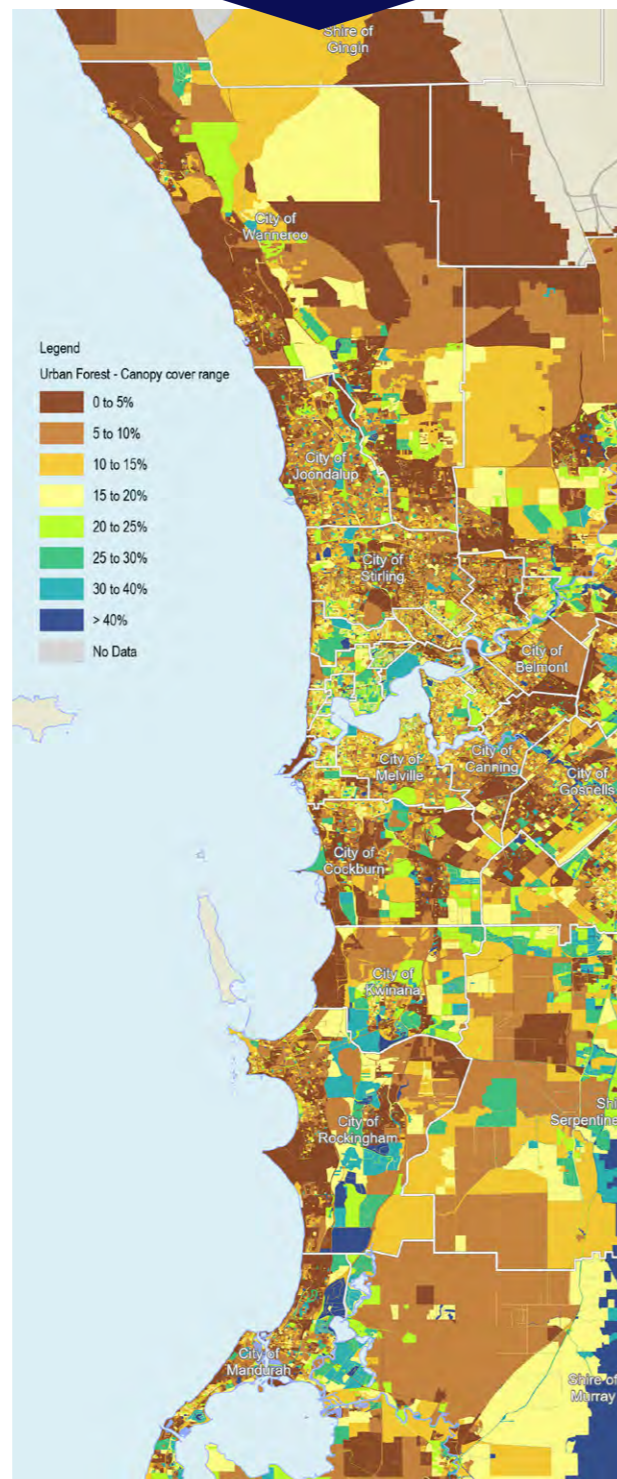 Shire of
Gingin
City of
Wanneroo
Legend
Urban Forest - Canopy cover range
0 to 5%
5 to 10%
10 to 15%
15 to 20%
20 to 25%
25 to 30%
30 to 40%
> 40%
No Data
City of
Joondalup
City of
Stirling
City of
Belmont
City of
Melville
City of
Canning
City of
Gosnells
City of
Cockburn
City of
Kwinana
City of
Rockingham
Shi
Serpentine
City of
Mandurah
Shire of
Murray